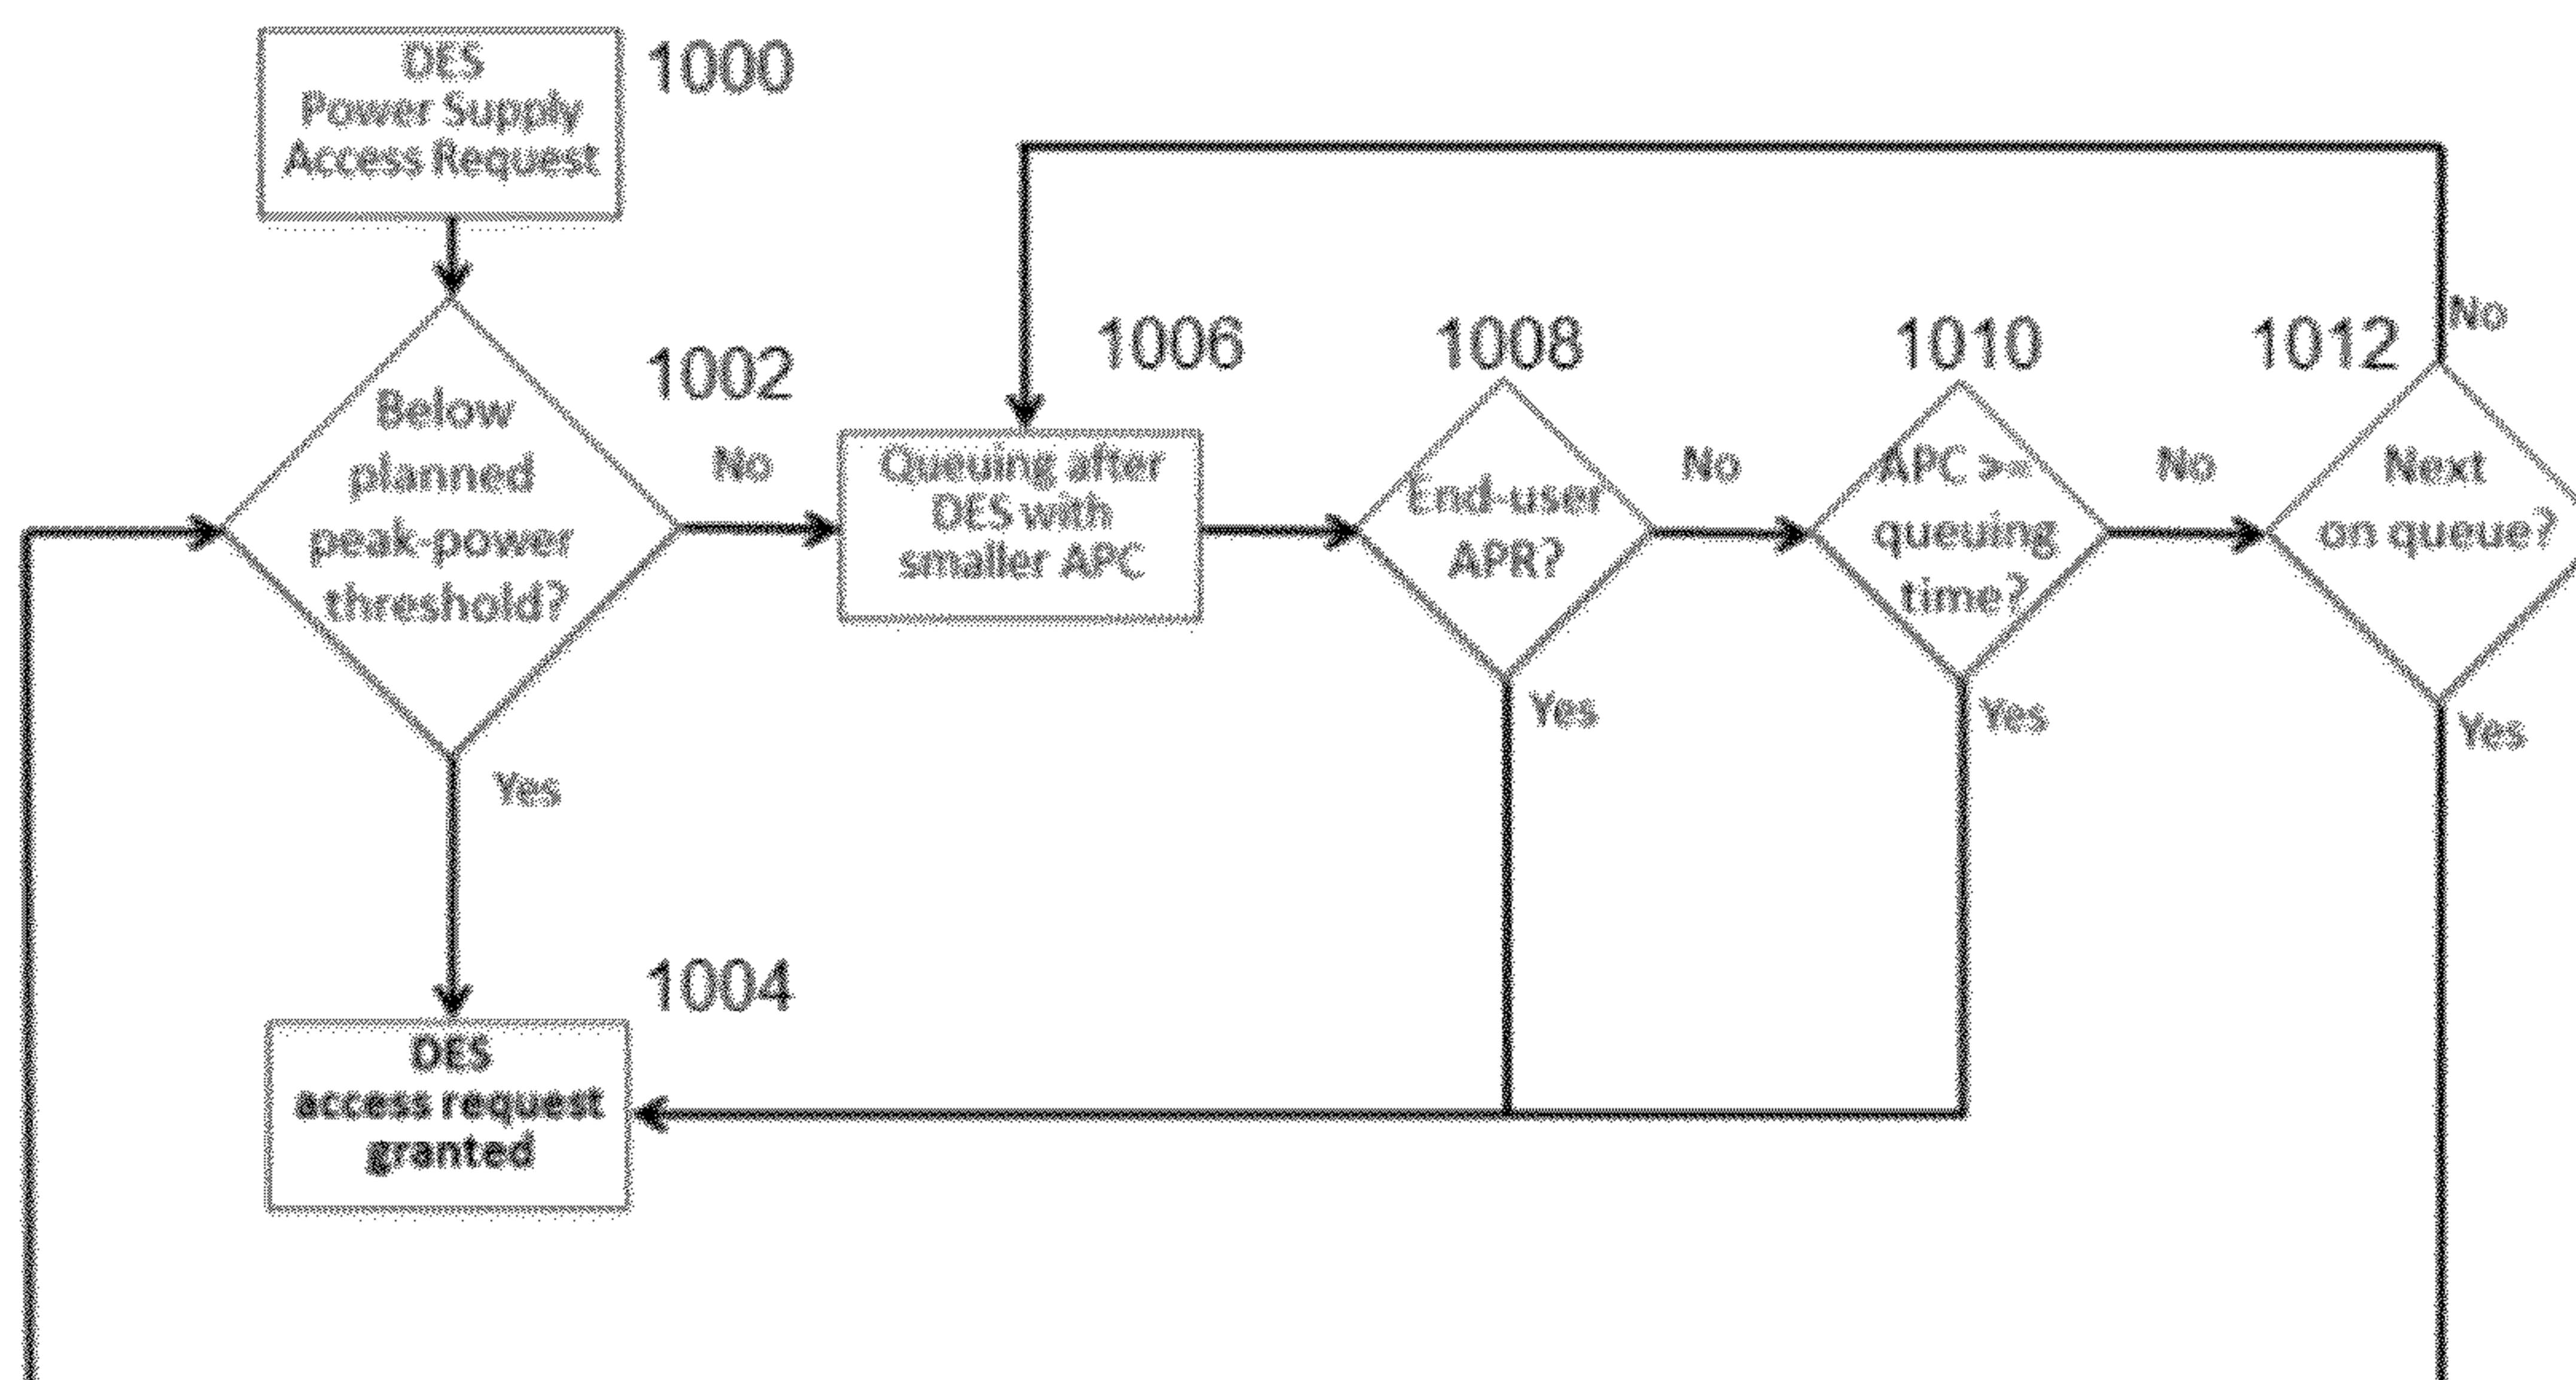 DES
Power Supply
Access Request
1000
Below
planned
peak-power
threshold?
1002
No
Yes
Queuing after
DES with
smaller APC
1006
1008
End-user
APR?
No
Yes
1010
APC >=
queuing
time?
No
Yes
1012
No
Next
on queue?
Yes
1004
DES
access request
granted